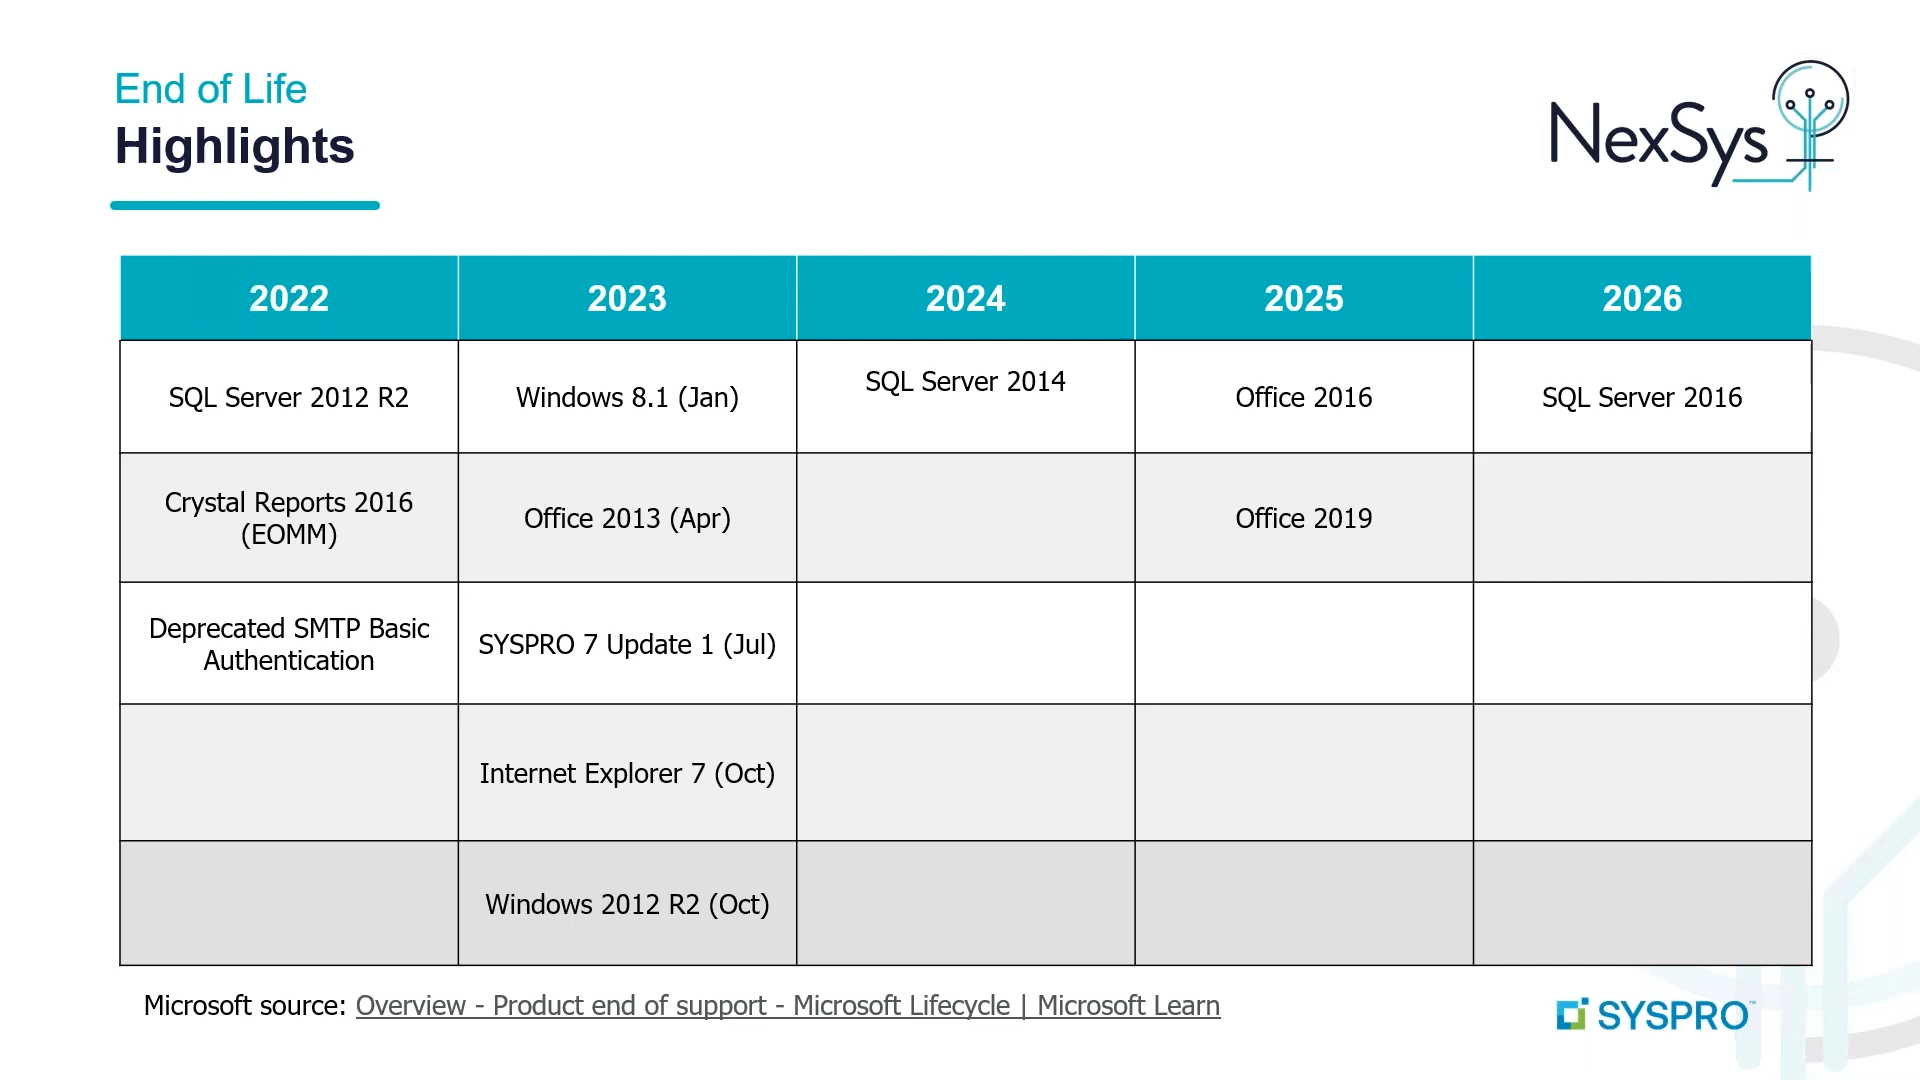 End of Life
Highlights
NexSys
2022 2023 2024 2025 2026
SQL Server 2012 R2 Windows 8.1 (Jan) SQL Server 2014 Office 2016 SQL Server 2016
Crystal Reports 2016
(EOMM) Office 2013 (Apr) Office 2019
Deprecated SMTP Basic
Authentication SYSPRO 7 Update 1 (Jul)
Internet Explorer 7 (Oct)
Windows 2012 R2 (Oct)
Microsoft source: Overview - Product end of support - Microsoft Lifecycle | Microsoft Learn
SYSPRO™